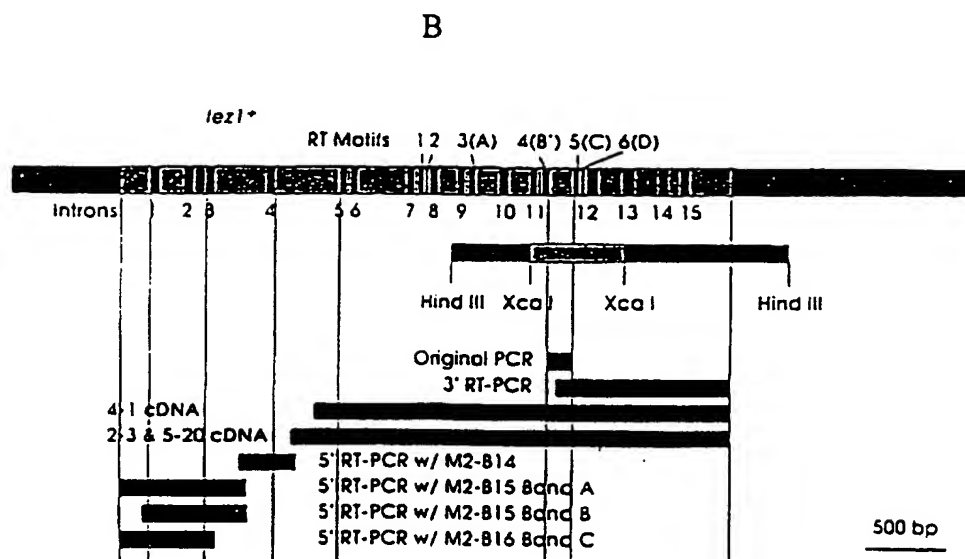 B
tez1+
RT Motifs 1 2 3(A) 4(B') 5(C) 6(D)
Introns 1 2 3 4 5 6 7 8 9 10 11 12 13 14 15
Hind III Xca I Xca I Hind III
Original PCR
3' RT-PCR
4-1 cDNA
2-3 & 5-20 cDNA
5' RT-PCR w/ M2-B14
5' RT-PCR w/ M2-B15 Band A
5' RT-PCR w/ M2-B15 Band B
5' RT-PCR w/ M2-B16 Band C
500 bp